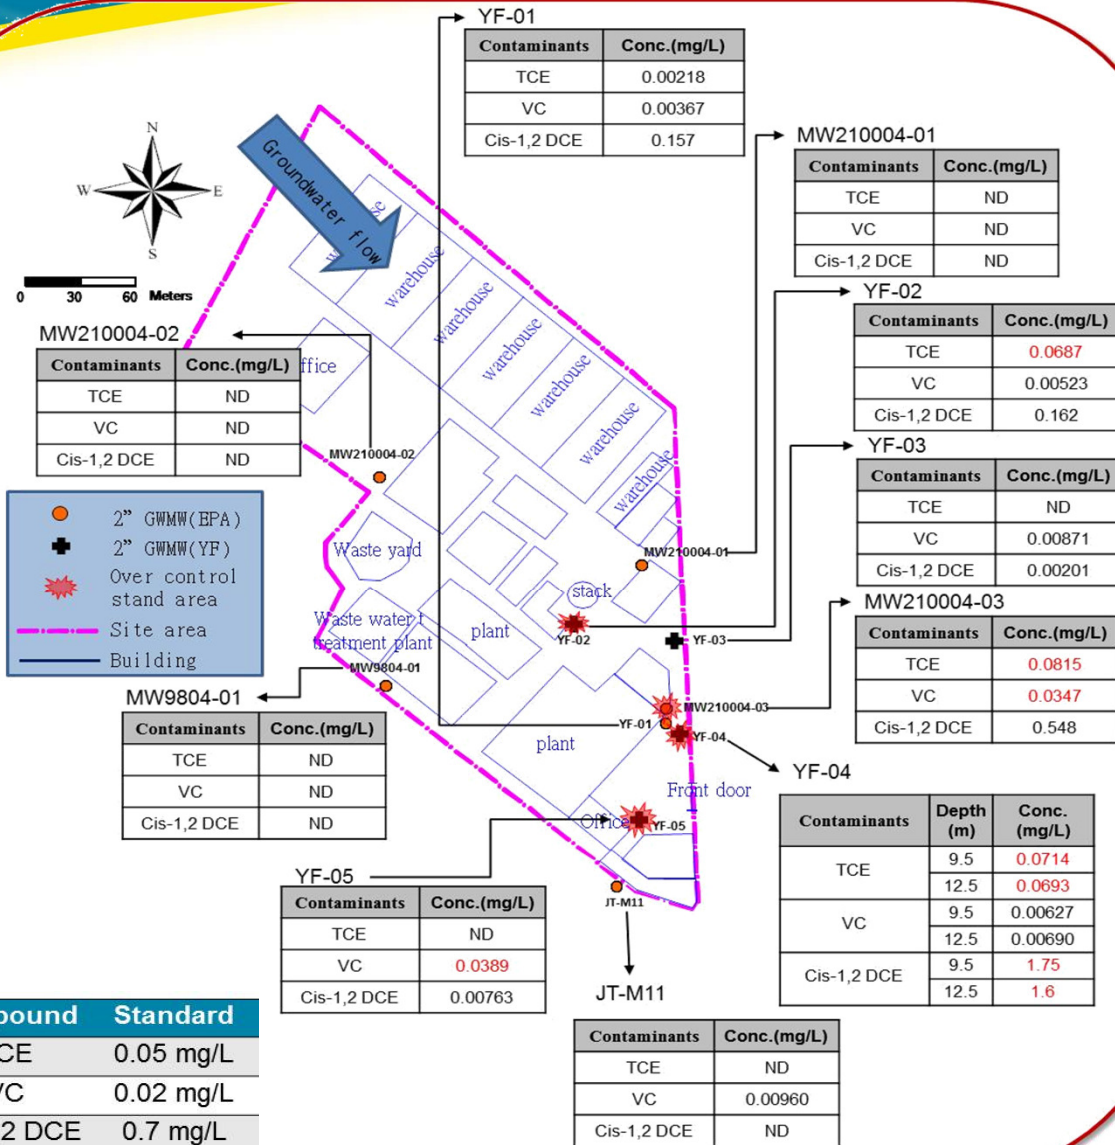 YF-01
Contaminants Conc.(mg/L)
TCE 0.00218
VC 0.00367
Cis-1,2 DCE 0.157
MW210004-01
Contaminants Conc.(mg/L)
TCE ND
VC ND
Cis-1,2 DCE ND
N
W E
S
0 30 60 Meters
Groundwater flow
warehouse
warehouse
warehouse
warehouse
warehouse
warehouse
MW210004-02
Contaminants Conc.(mg/L)
TCE ND
VC ND
Cis-1,2 DCE ND
ffice
YF-02
Contaminants Conc.(mg/L)
TCE 0.0687
VC 0.00523
Cis-1,2 DCE 0.162
MW210004-02
YF-03
Contaminants Conc.(mg/L)
TCE ND
VC 0.00871
Cis-1,2 DCE 0.00201
2” GWMW(EPA)
2” GWMW(YF)
Over control
stand area
Site area
Building
Waste yard
MW210004-01
stack
Waste water t
treatment plant
plant
YF-02
YF-03
MW210004-03
Contaminants Conc.(mg/L)
TCE 0.0815
VC 0.0347
Cis-1,2 DCE 0.548
MW9804-01
MW9804-01
Contaminants Conc.(mg/L)
TCE ND
VC ND
Cis-1,2 DCE ND
MW210004-03
YF-01
YF-04
plant
Front door
Office
YF-05
YF-04
Contaminants Depth (m) Conc. (mg/L)
TCE 9.5 0.0714
12.5 0.0693
VC 9.5 0.00627
12.5 0.00690
Cis-1,2 DCE 9.5 1.75
12.5 1.6
YF-05
Contaminants Conc.(mg/L)
TCE ND
VC 0.0389
Cis-1,2 DCE 0.00763
JT-M11
JT-M11
Contaminants Conc.(mg/L)
TCE ND
VC 0.00960
Cis-1,2 DCE ND
pound Standard
CE 0.05 mg/L
VC 0.02 mg/L
2 DCE 0.7 mg/L